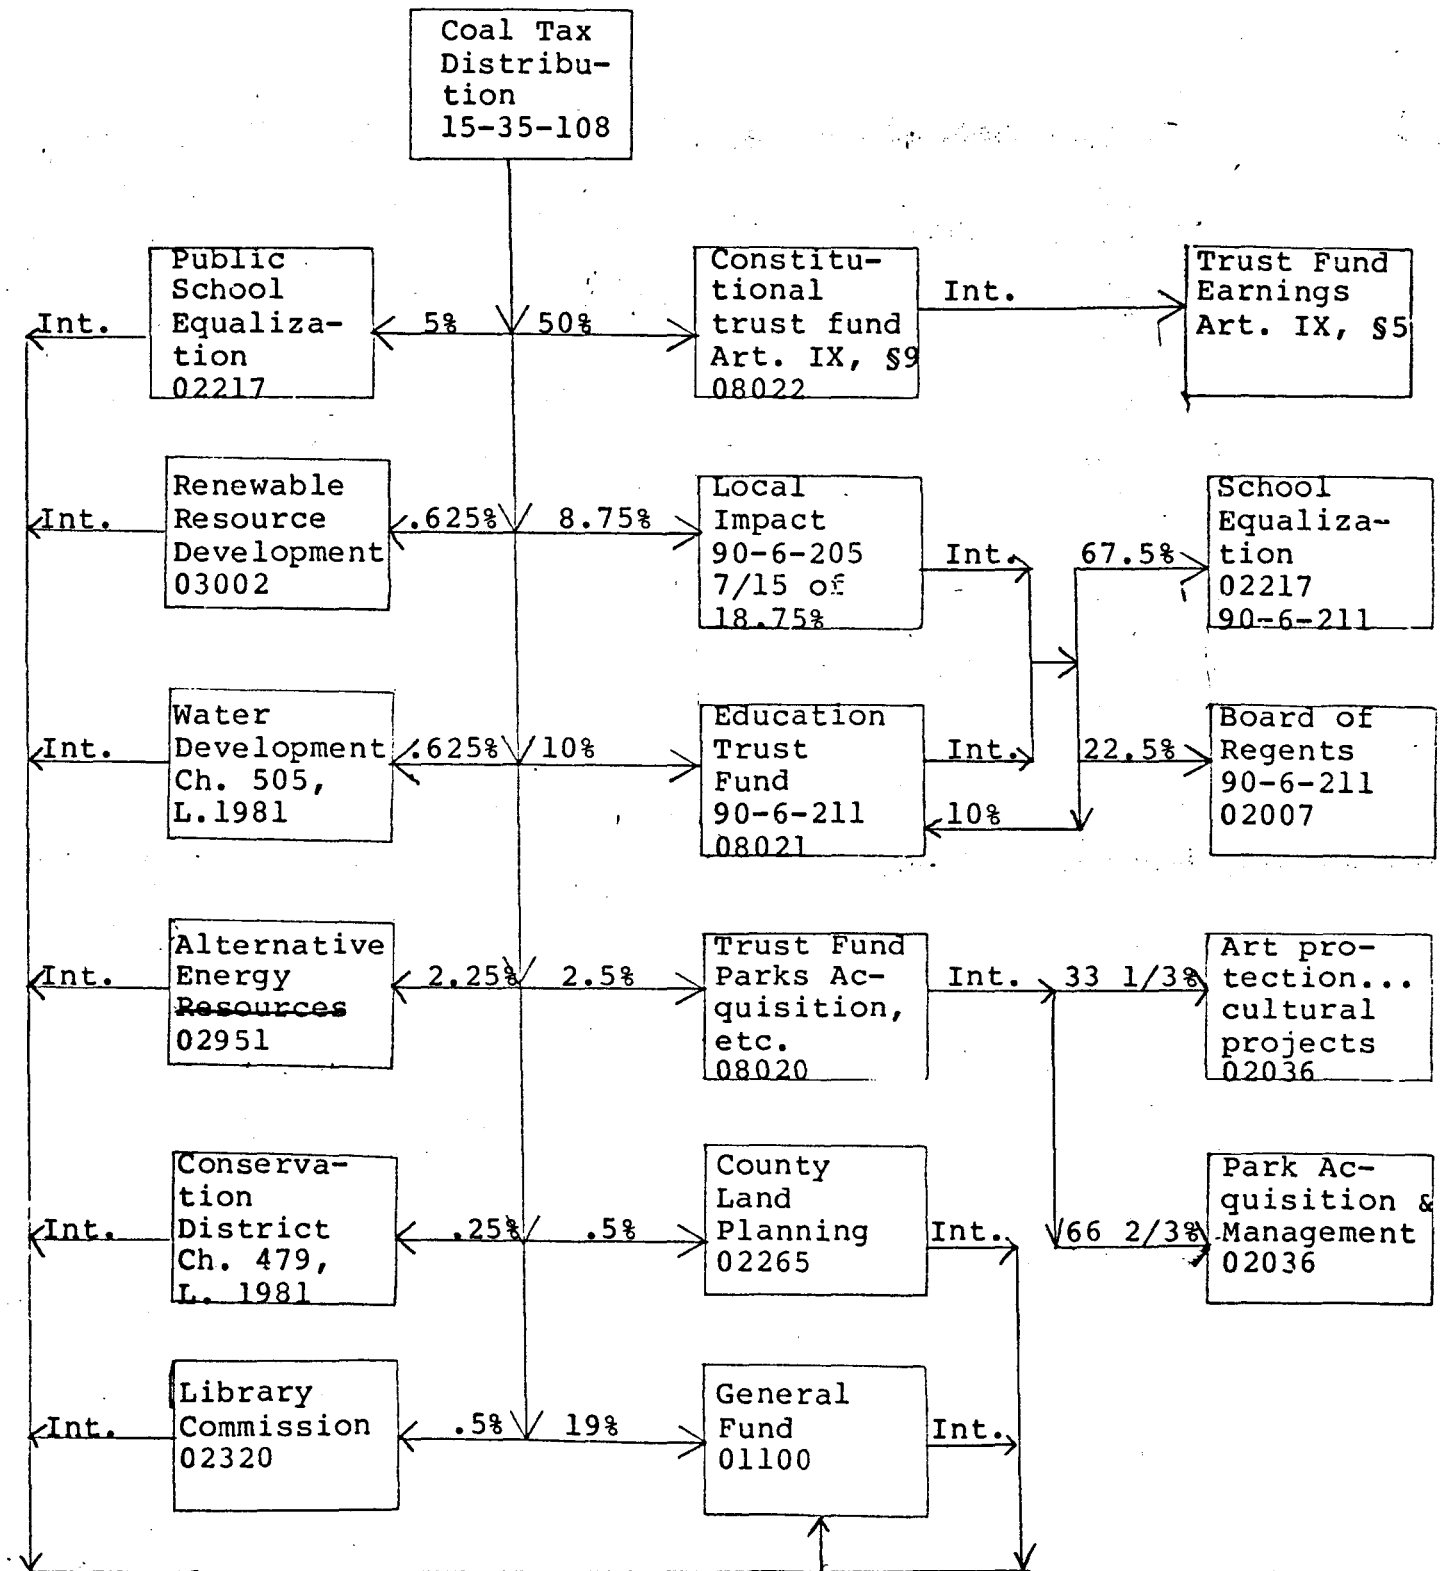 Coal Tax
Distribu-
tion
15-35-108
Int.
Public
School
Equaliza-
tion
02217
5%
50%
Constitu-
tional
trust fund
Art. IX, §9
08022
Int.
Trust Fund
Earnings
Art. IX, §5
Int.
Renewable
Resource
Development
03002
.625%
8.75%
Local
Impact
90-6-205
7/15 of
18.75%
Int.
67.5%
School
Equaliza-
tion
02217
90-6-211
Int.
Water
Development
Ch. 505,
L.1981
.625%
10%
Education
Trust
Fund
90-6-211
08021
Int.
10%
22.5%
Board of
Regents
90-6-211
02007
Int.
Alternative
Energy
Resources
02951
2.25%
2.5%
Trust Fund
Parks Ac-
quisition,
etc.
08020
Int.
33 1/3%
Art pro-
tection...
cultural
projects
02036
Int.
Conserva-
tion
District
Ch. 479,
L. 1981
.25%
.5%
County
Land
Planning
02265
Int.
66 2/3%
Park Ac-
quisition &
Management
02036
Int.
Library
Commission
02320
.5%
19%
General
Fund
01100
Int.